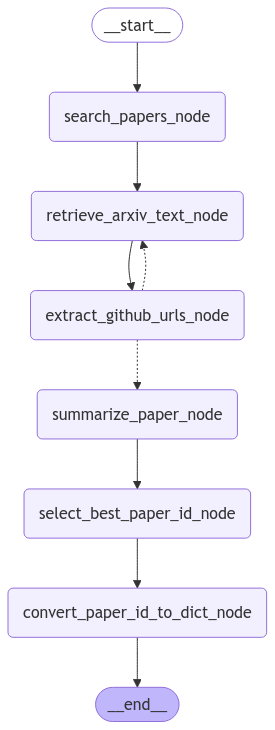 __start__
search_papers_node
retrieve_arxiv_text_node
extract_github_urls_node
summarize_paper_node
select_best_paper_id_node
convert_paper_id_to_dict_node
__end__